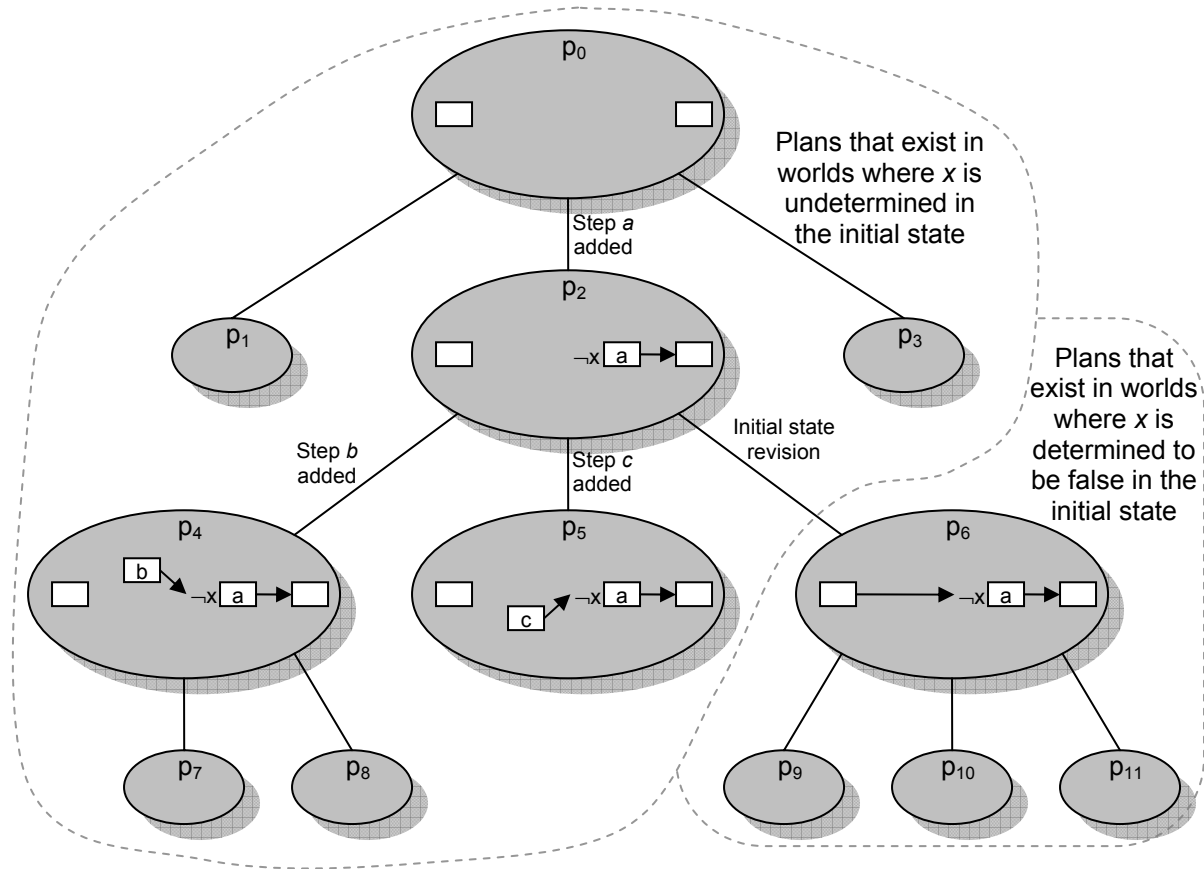 p₀
Plans that exist in
worlds where x is
undetermined in
the initial state
Step a
added
p₂
p₁
¬x a
p₃
Plans that
exist in worlds
where x is
determined to
be false in the
initial state
Step b
added
Step c
added
Initial state
revision
p₄
b
¬x a
p₅
c
¬x a
p₆
¬x a
p₇
p₈
p₉
p₁₀
p₁₁